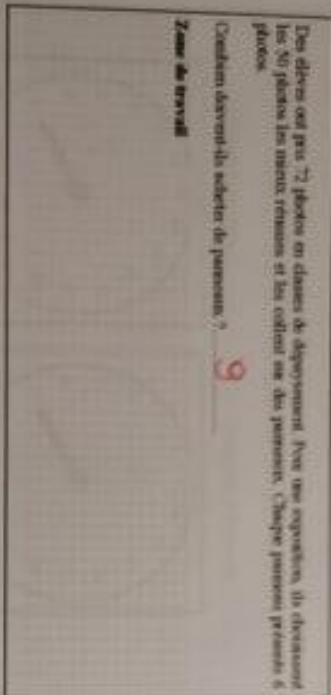 Des élèves ont pris 72 photos en classes de dépaysement. Pour une exposition, ils choisissent
les 50 photos les mieux réussies et les collent sur des panneaux. Chaque panneau présente 6
photos.
Combien doivent-ils acheter de panneaux ? 9
Zone de travail